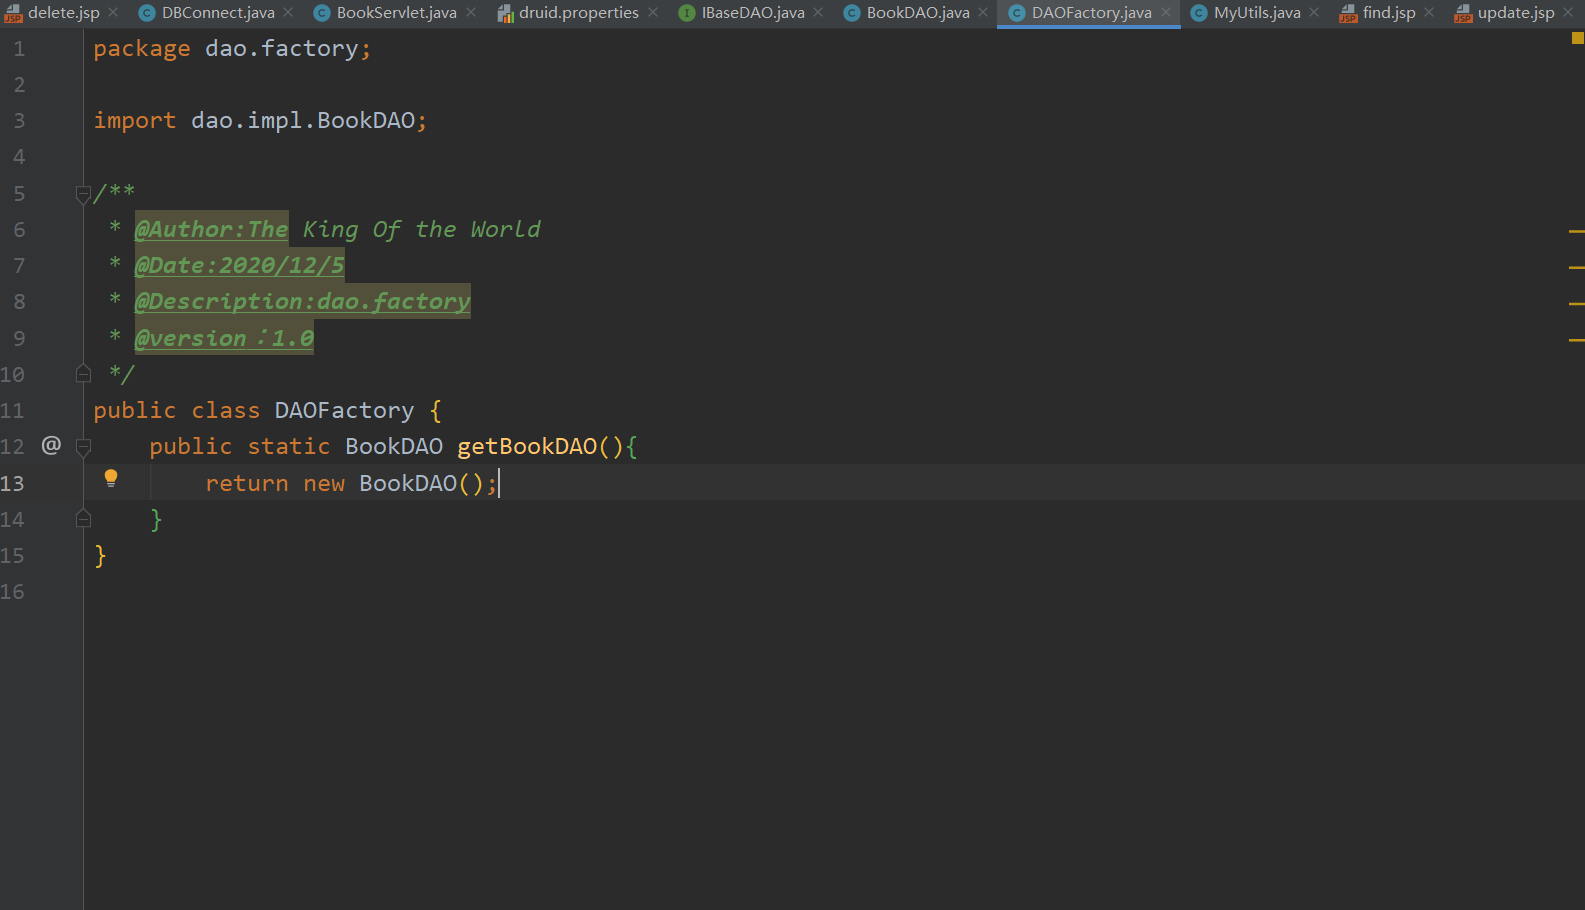 delete.jsp DBConnect.java BookServlet.java druid.properties IBaseDAO.java BookDAO.java DAOFactory.java MyUtils.java find.jsp update.jsp
1 package dao.factory;
2
3 import dao.impl.BookDAO;
4
5 /**
6 * @Author:The King Of the World
7 * @Date:2020/12/5
8 * @Description:dao.factory
9 * @version：1.0
10 */
11 public class DAOFactory {
12 @ public static BookDAO getBookDAO(){
13 return new BookDAO();
14 }
15 }
16